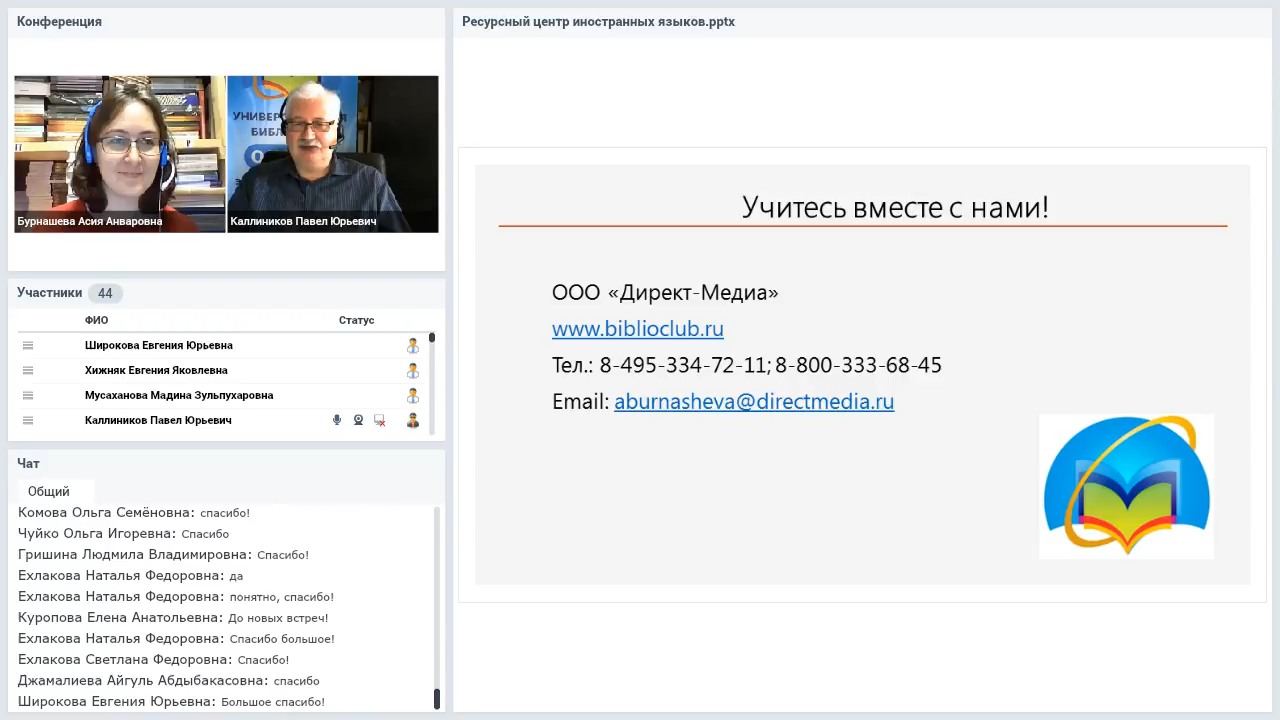 Конференция
УНИВЕР
БИБЛ
Бурнашева Асия Анваровна
Каллиников Павел Юрьевич
Участники 44
ФИО Статус
Широкова Евгения Юрьевна
Хижняк Евгения Яковлевна
Мусаханова Мадина Зульпухаровна
Каллиников Павел Юрьевич
Чат
Общий
Комова Ольга Семёновна: спасибо!
Чуйко Ольга Игоревна: Спасибо
Гришина Людмила Владимировна: Спасибо!
Ехлакова Наталья Федоровна: да
Ехлакова Наталья Федоровна: понятно, спасибо!
Куропова Елена Анатольевна: До новых встреч!
Ехлакова Наталья Федоровна: Спасибо большое!
Ехлакова Светлана Федоровна: Спасибо!
Джамалиева Айгуль Абдыбакасовна: спасибо
Широкова Евгения Юрьевна: Большое спасибо!
Ресурсный центр иностранных языков.pptx
Учитесь вместе с нами!
ООО «Директ-Медиа»
www.biblioclub.ru
Тел.: 8-495-334-72-11; 8-800-333-68-45
Email: aburnasheva@directmedia.ru